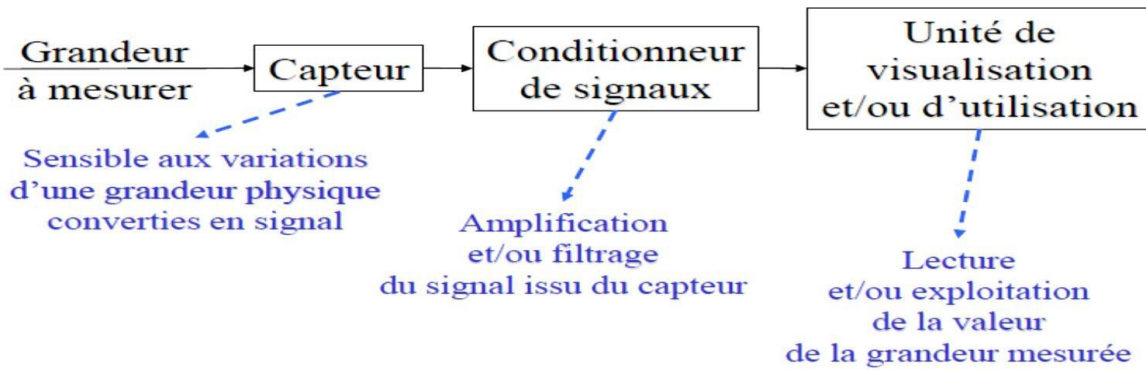 Grandeur
à mesurer
Capteur
Conditionneur
de signaux
Unité de
visualisation
et/ou d’utilisation
Sensible aux variations
d’une grandeur physique
converties en signal
Amplification
et/ou filtrage
du signal issu du capteur
Lecture
et/ou exploitation
de la valeur
de la grandeur mesurée